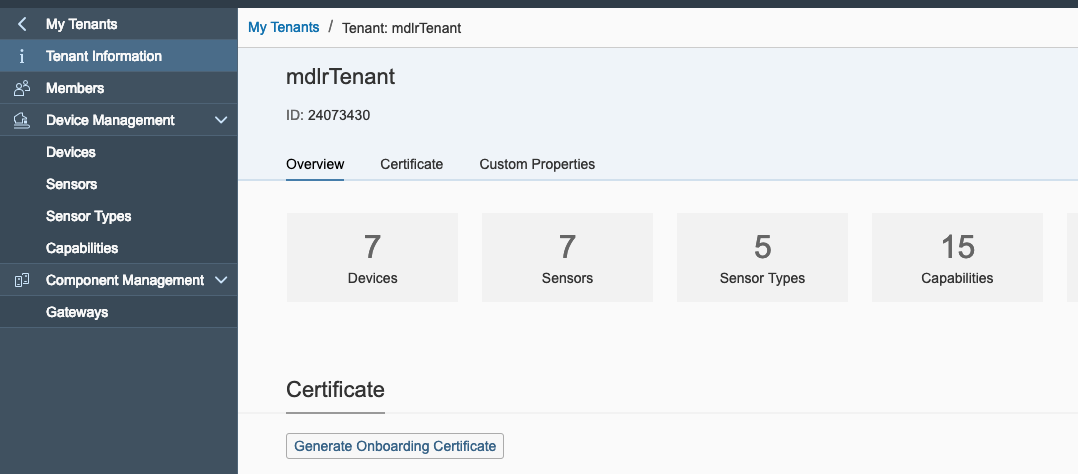 My Tenants
Tenant Information
Members
Device Management
Devices
Sensors
Sensor Types
Capabilities
Component Management
Gateways
My Tenants / Tenant: mdlrTenant
mdlrTenant
ID: 24073430
Overview Certificate Custom Properties
7 7 5 15
Devices Sensors Sensor Types Capabilities
Certificate
Generate Onboarding Certificate